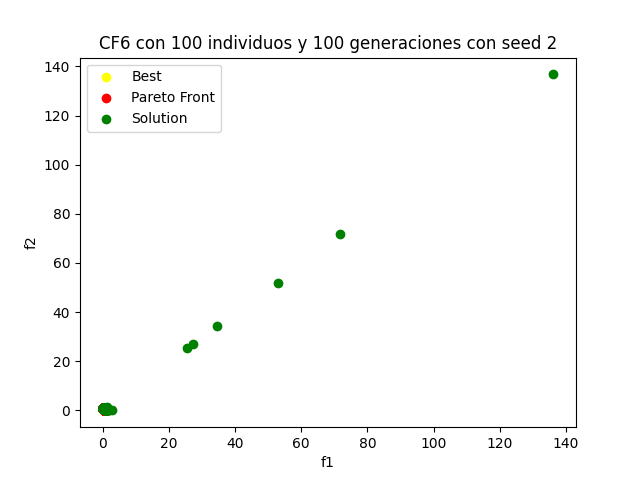 CF6 con 100 individuos y 100 generaciones con seed 2
Best
Pareto Front
Solution
140
120
100
80
60
40
20
0
f2
0 20 40 60 80 100 120 140
f1